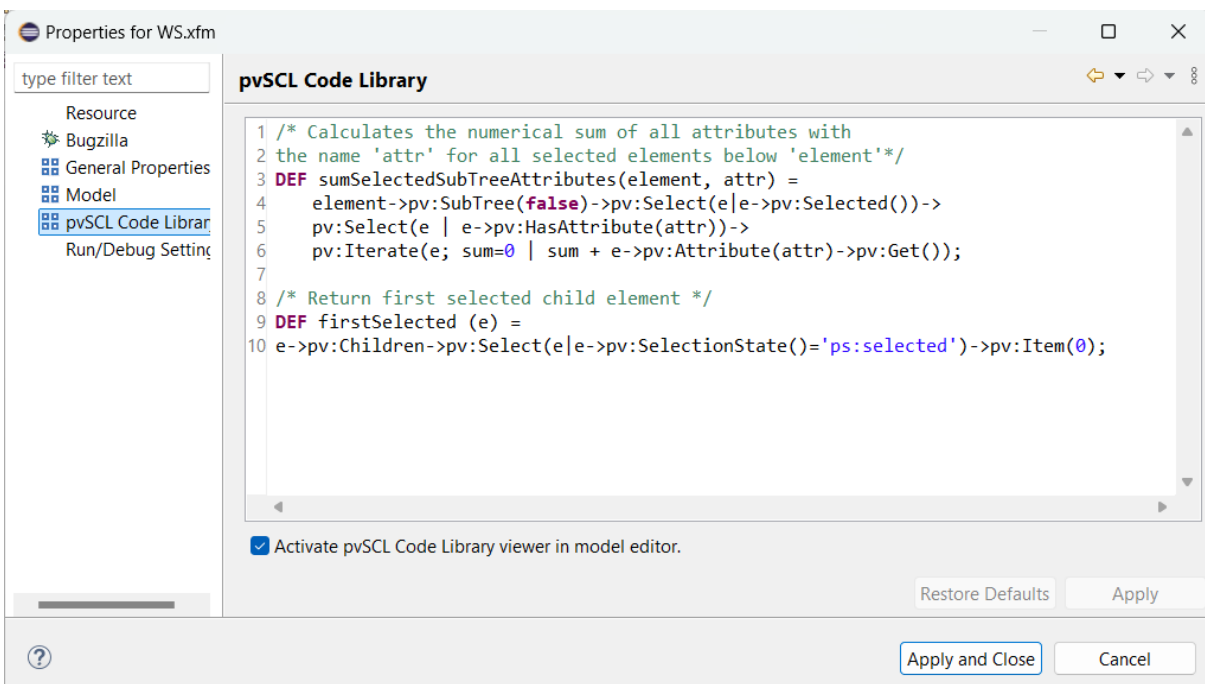 Properties for WS.xfm
type filter text
Resource
Bugzilla
General Properties
Model
pvSCL Code Librar
Run/Debug Setting
pvSCL Code Library
1 /* Calculates the numerical sum of all attributes with
2 the name 'attr' for all selected elements below 'element'*/
3 DEF sumSelectedSubTreeAttributes(element, attr) =
4 element->pv:SubTree(false)->pv:Select(e|e->pv:Selected())->
5 pv:Select(e | e->pv:HasAttribute(attr))->
6 pv:Iterate(e; sum=0 | sum + e->pv:Attribute(attr)->pv:Get());
7
8 /* Return first selected child element */
9 DEF firstSelected (e) =
10 e->pv:Children->pv:Select(e|e->pv:SelectionState()='ps:selected')->pv:Item(0);
Activate pvSCL Code Library viewer in model editor.
Restore Defaults Apply
? Apply and Close Cancel